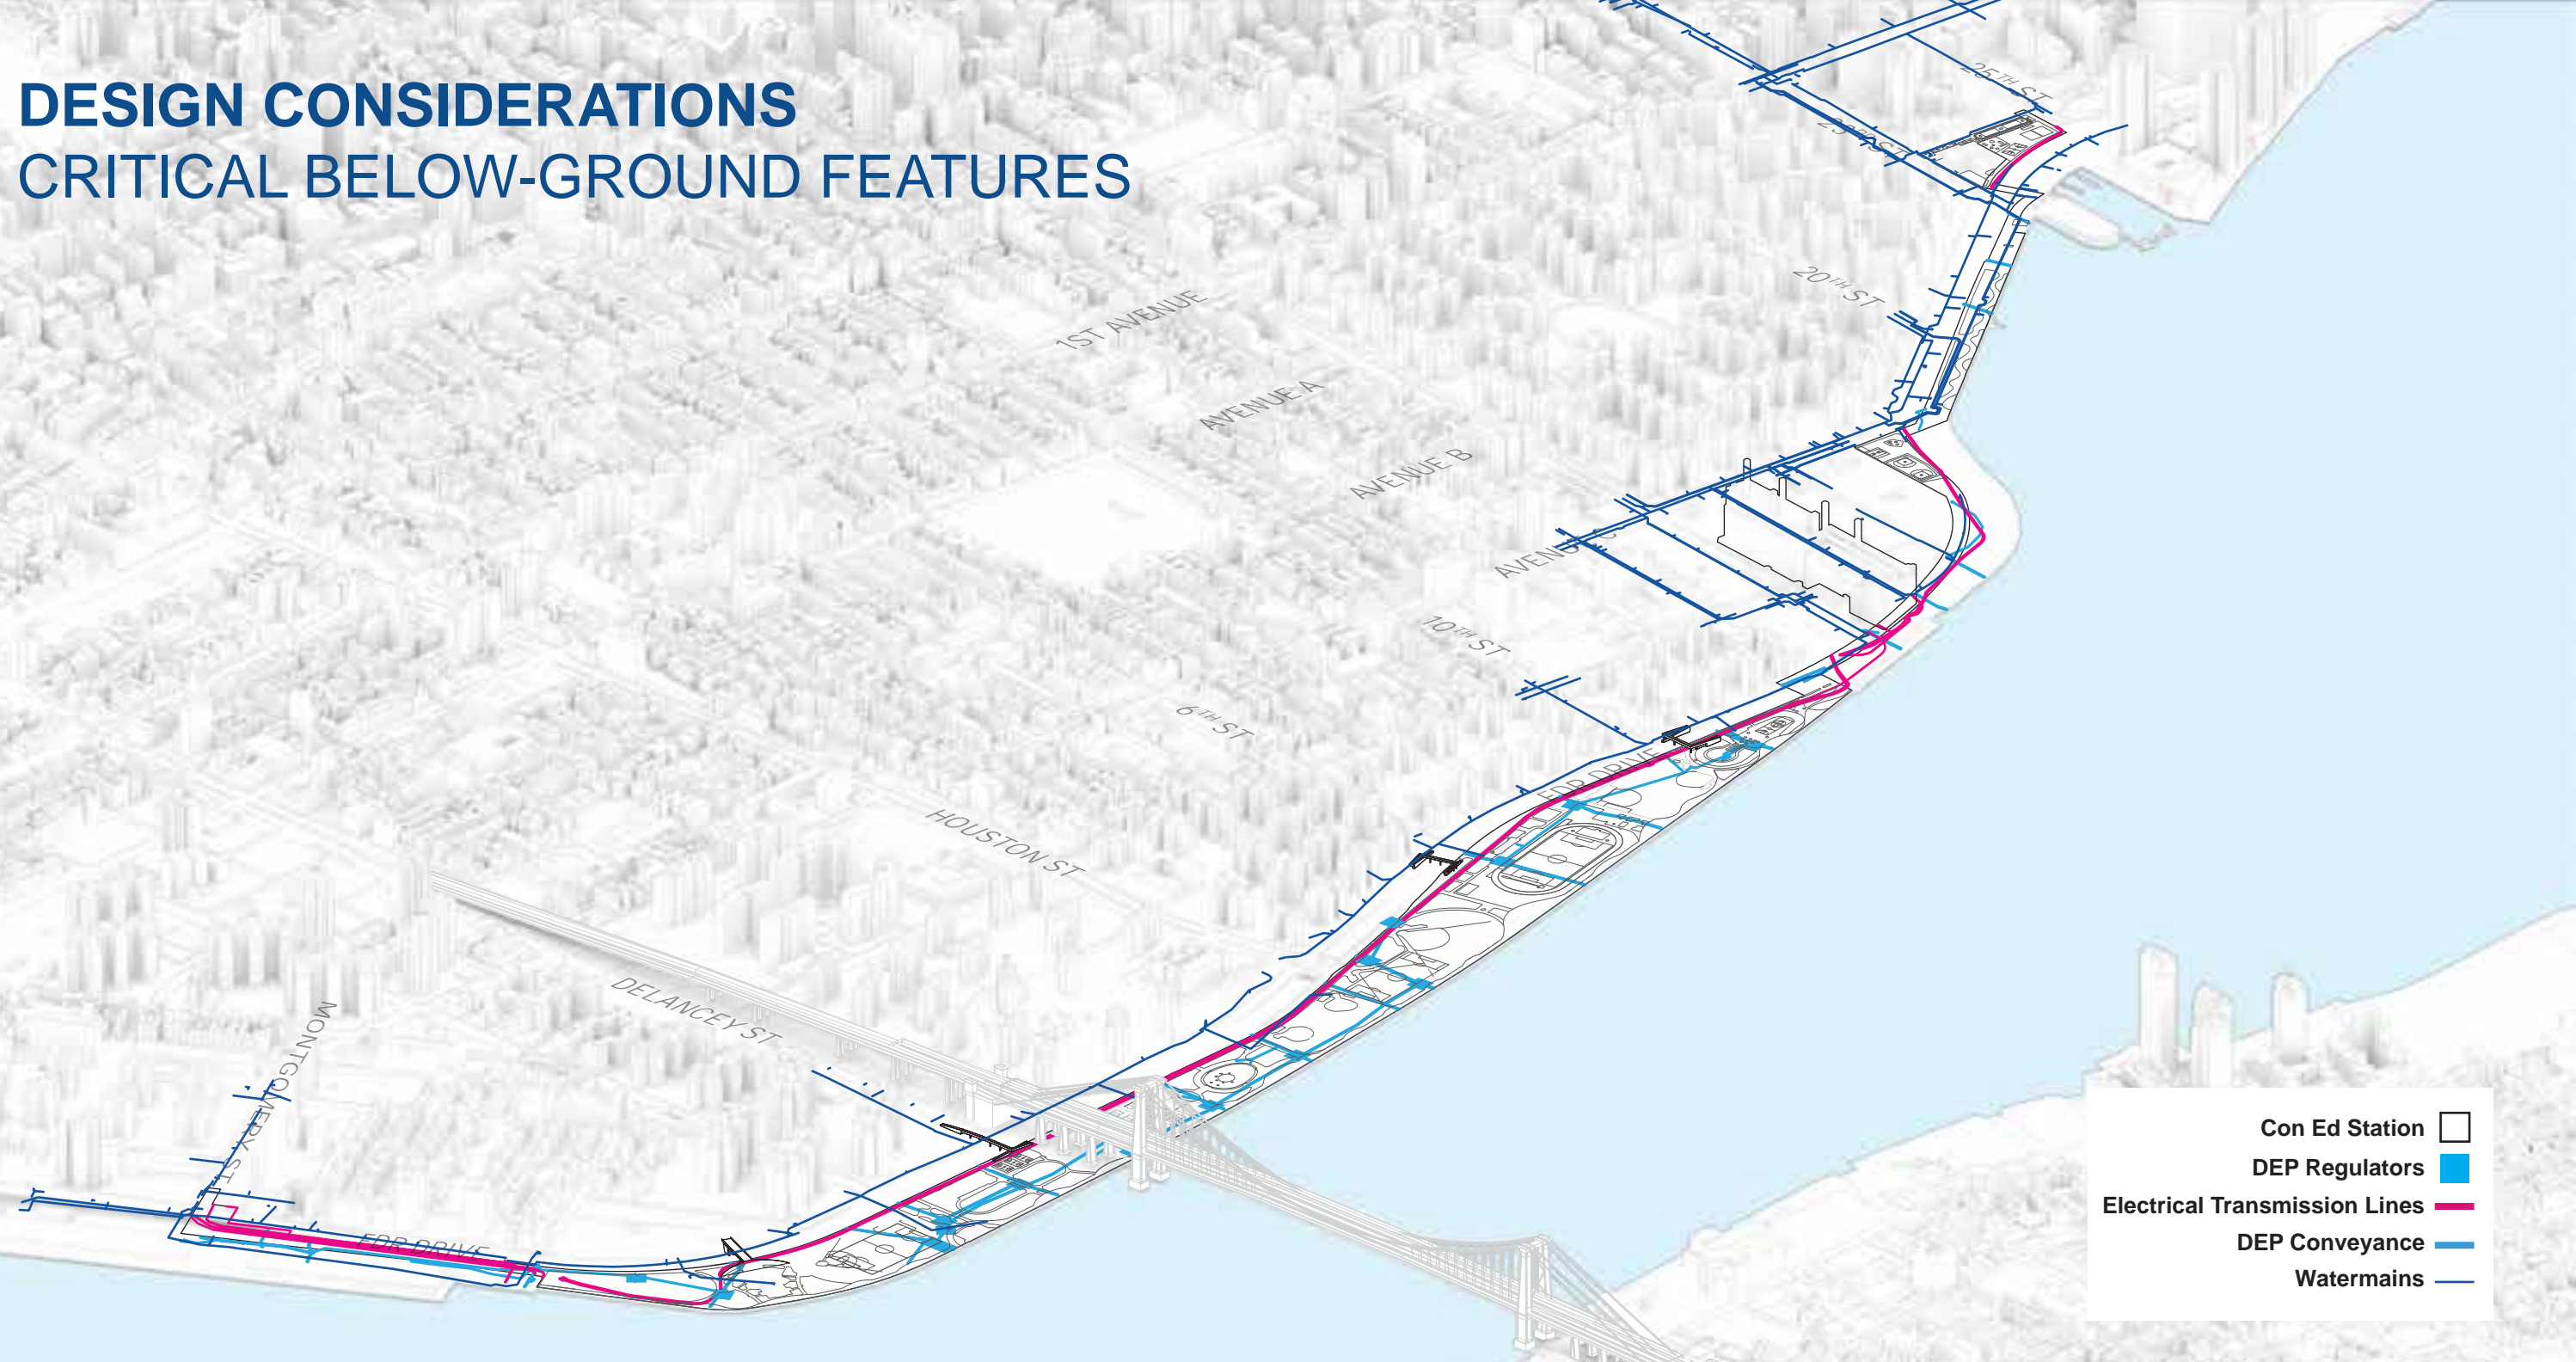 DESIGN CONSIDERATIONS
CRITICAL BELOW-GROUND FEATURES
25TH ST
23RD ST
20TH ST
1ST AVENUE
AVENUE A
AVENUE B
AVENUE C
10TH ST
6TH ST
FDR DRIVE
HOUSTON ST
DELANCEY ST
MONTGOMERY ST
FDR DRIVE
Con Ed Station
DEP Regulators
Electrical Transmission Lines
DEP Conveyance
Watermains